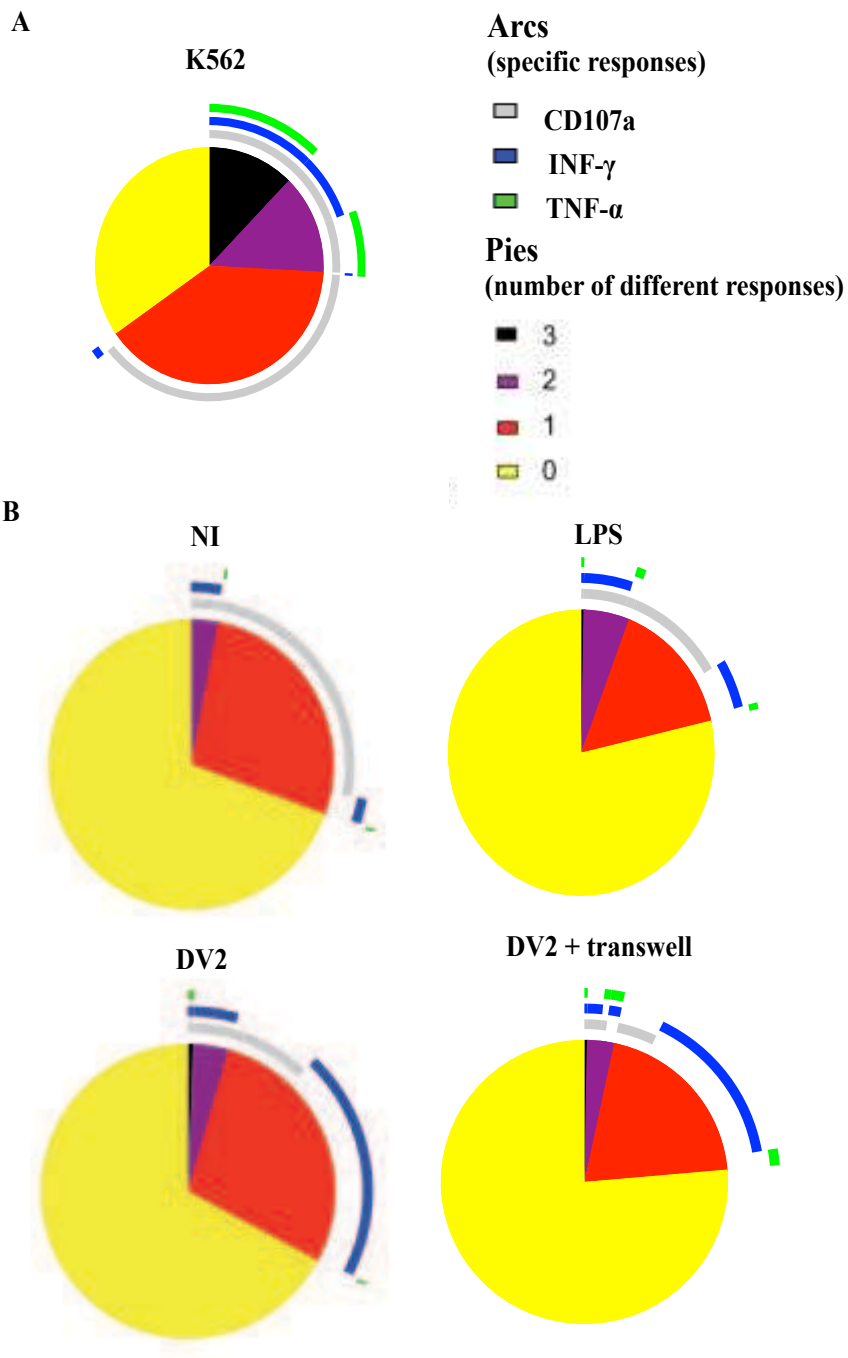 A
K562
Arcs
(specific responses)
CD107a
INF-γ
TNF-α
Pies
(number of different responses)
3
2
1
0
B
NI
LPS
DV2
DV2 + transwell